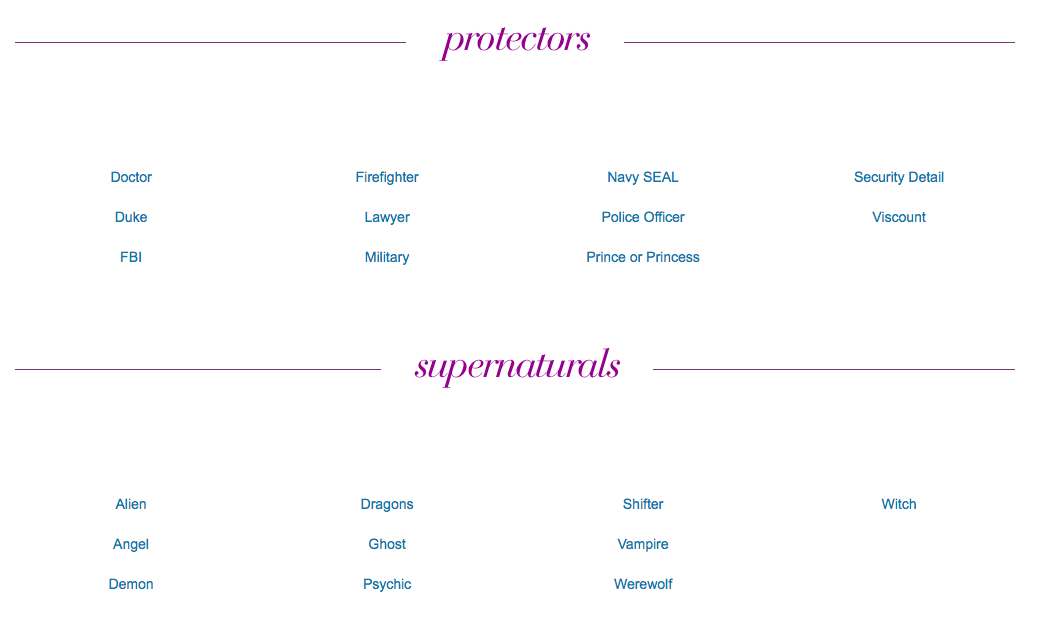 protectors
Doctor Firefighter Navy SEAL Security Detail
Duke Lawyer Police Officer Viscount
FBI Military Prince or Princess
supernaturals
Alien Dragons Shifter Witch
Angel Ghost Vampire
Demon Psychic Werewolf